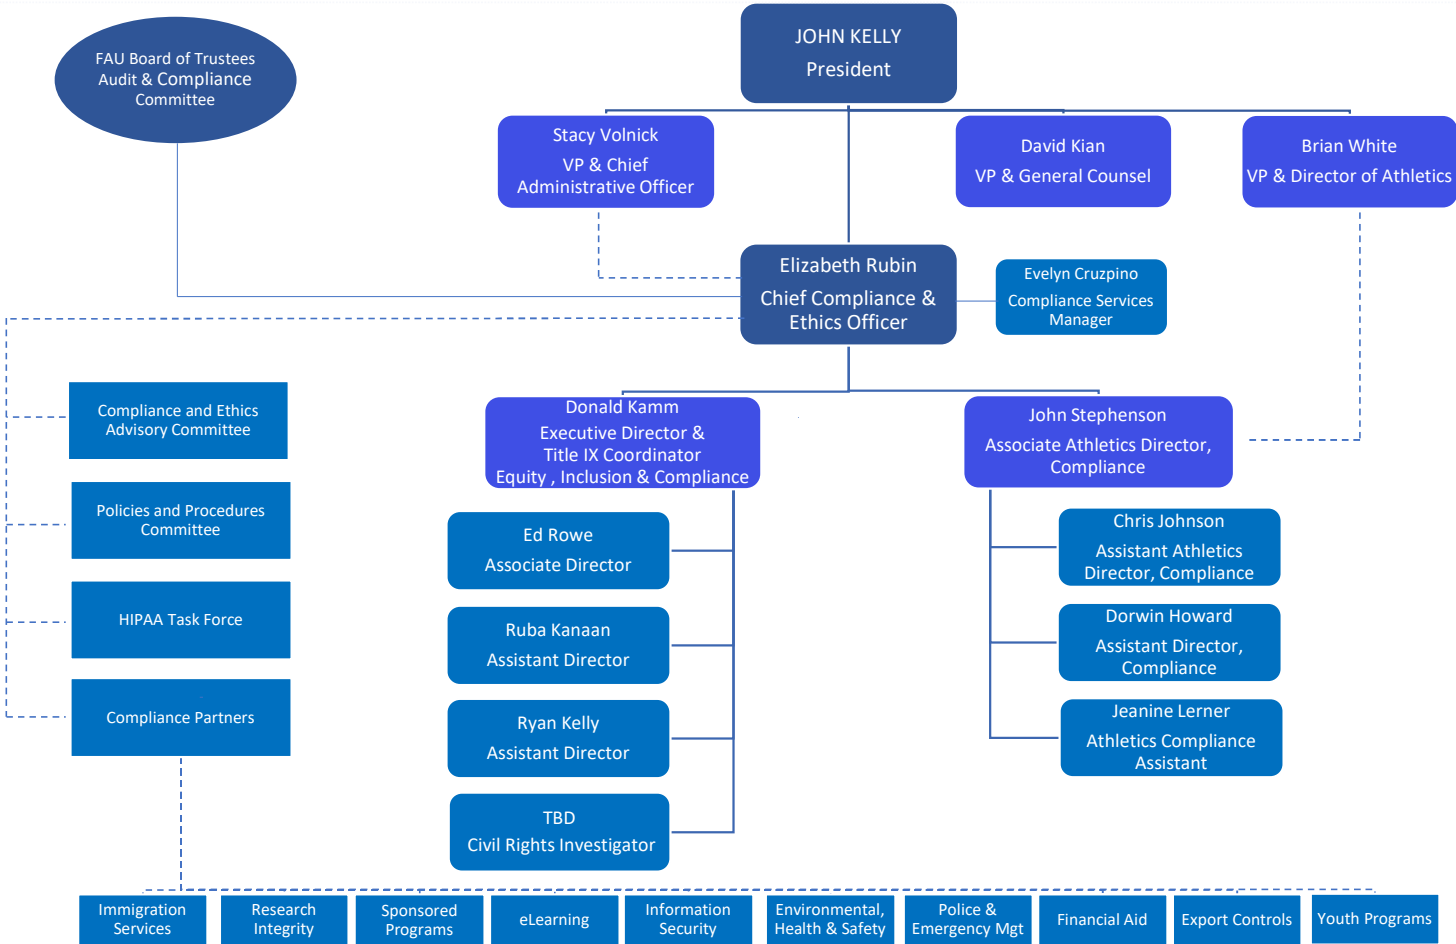 JOHN KELLY
President
FAU Board of Trustees
Audit & Compliance
Committee
Stacy Volnick
VP & Chief
Administrative Officer
David Kian
VP & General Counsel
Brian White
VP & Director of Athletics
Elizabeth Rubin
Chief Compliance &
Ethics Officer
Evelyn Cruzpino
Compliance Services
Manager
Compliance and Ethics
Advisory Committee
Policies and Procedures
Committee
HIPAA Task Force
Compliance Partners
Donald Kamm
Executive Director &
Title IX Coordinator
Equity , Inclusion & Compliance
Ed Rowe
Associate Director
Ruba Kanaan
Assistant Director
Ryan Kelly
Assistant Director
TBD
Civil Rights Investigator
John Stephenson
Associate Athletics Director,
Compliance
Chris Johnson
Assistant Athletics
Director, Compliance
Dorwin Howard
Assistant Director,
Compliance
Jeanine Lerner
Athletics Compliance
Assistant
Immigration
Services
Research
Integrity
Sponsored
Programs
eLearning
Information
Security
Environmental,
Health & Safety
Police &
Emergency Mgt
Financial Aid
Export Controls
Youth Programs